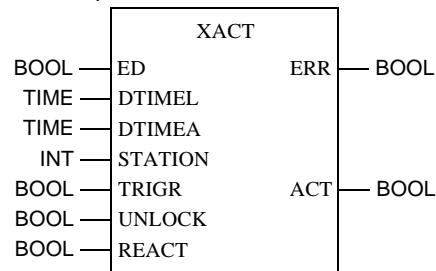 XACT
BOOL ED ERR BOOL
TIME DTIMEL
TIME DTIMEA
INT STATION
BOOL TRIGR ACT BOOL
BOOL UNLOCK
BOOL REACT